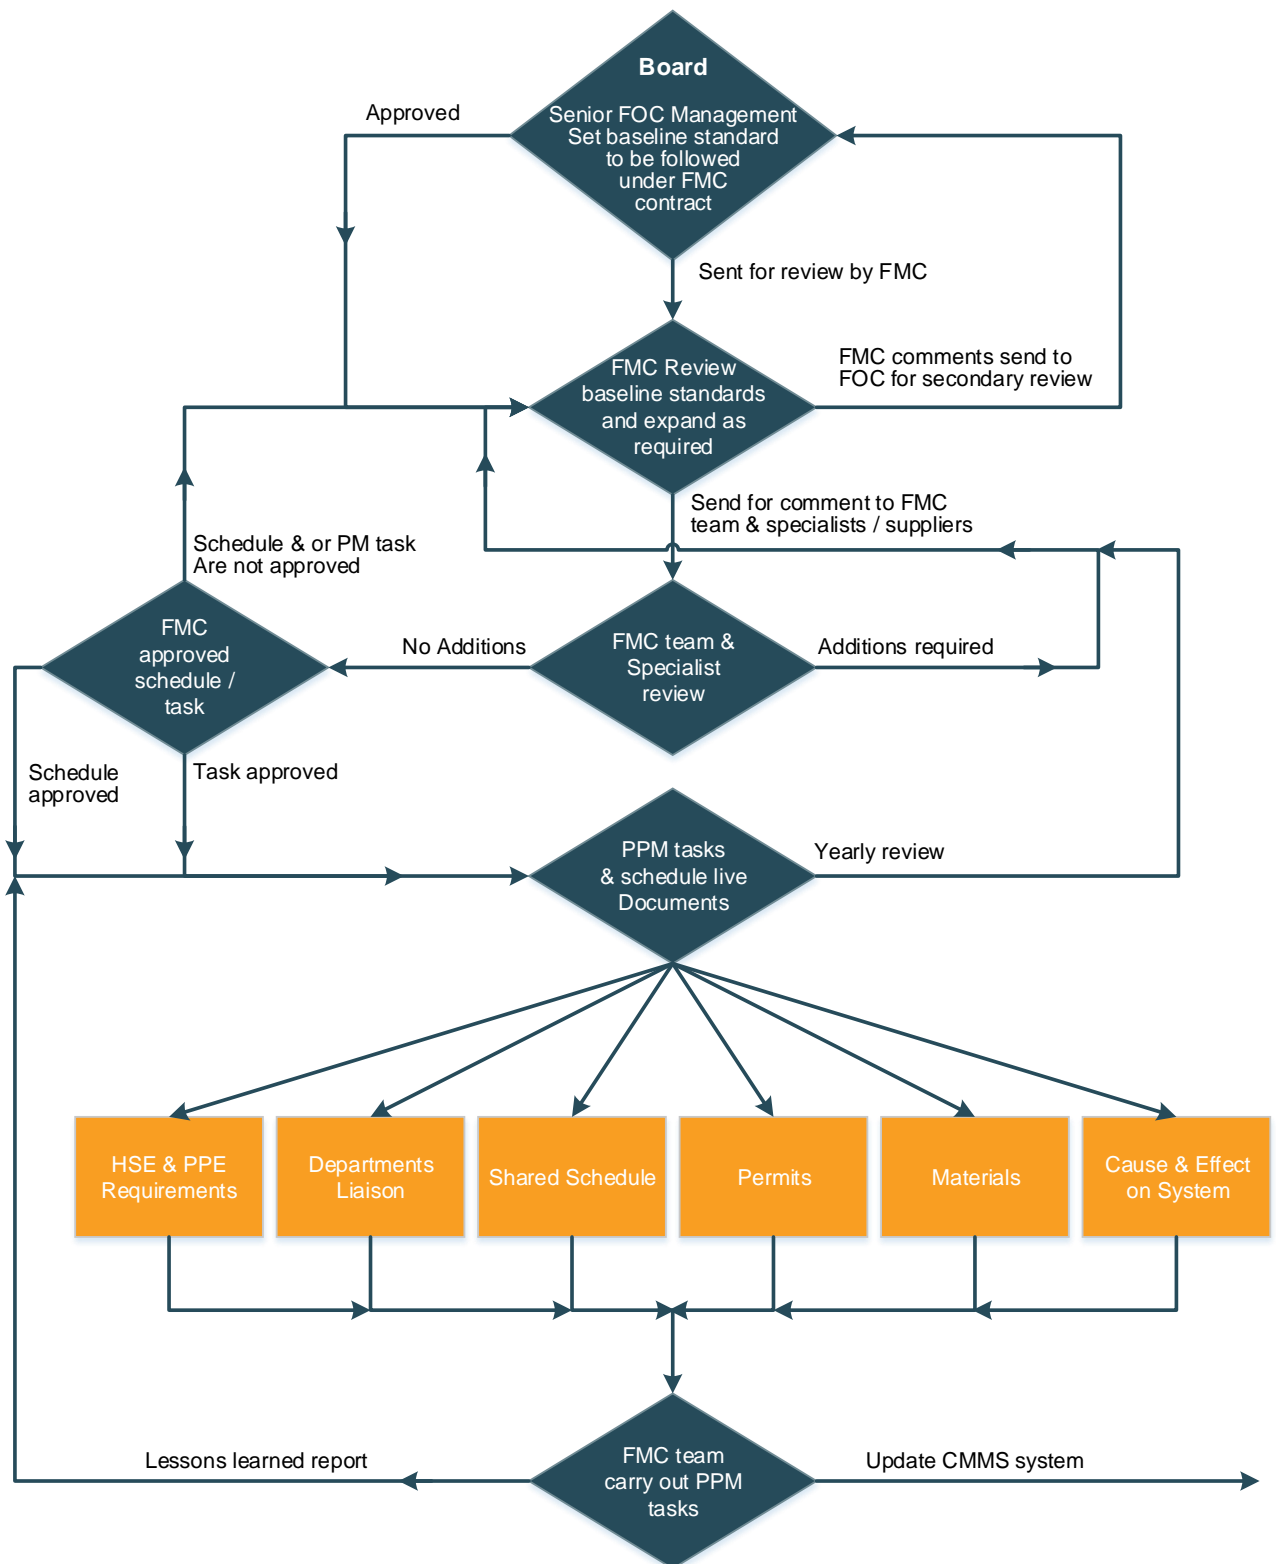 Board
Senior FOC Management
Set baseline standard
to be followed
under FMC
contract
Approved
Sent for review by FMC
FMC Review
baseline standards
and expand as
required
FMC comments send to
FOC for secondary review
Send for comment to FMC
team & specialists / suppliers
Schedule & or PM task
Are not approved
FMC
approved
schedule /
task
No Additions
FMC team &
Specialist
review
Additions required
Schedule
approved
Task approved
PPM tasks
& schedule live
Documents
Yearly review
HSE & PPE
Requirements
Departments
Liaison
Shared Schedule
Permits
Materials
Cause & Effect
on System
Lessons learned report
FMC team
carry out PPM
tasks
Update CMMS system